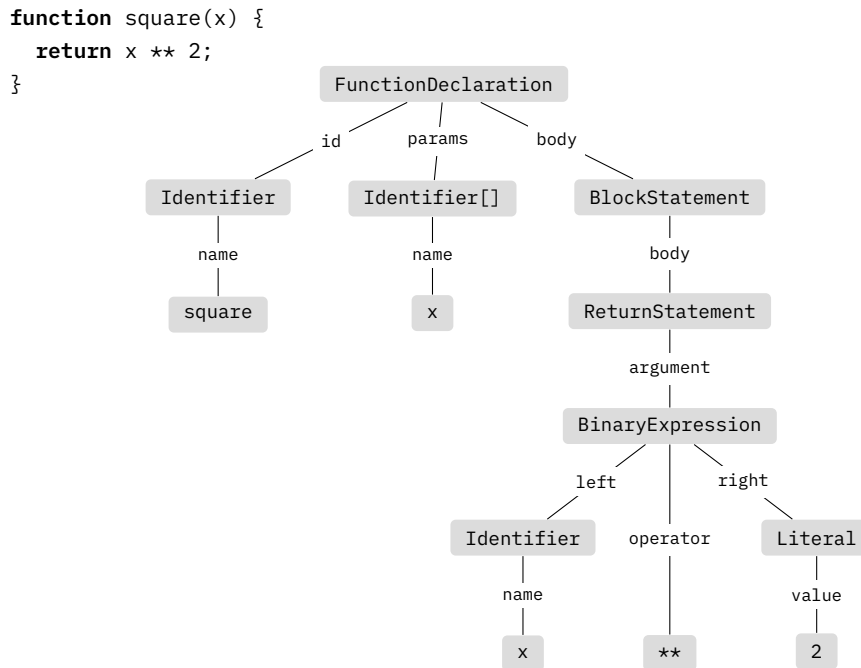 function square(x) {
  return x ** 2;
}
FunctionDeclaration
id params body
Identifier Identifier[] BlockStatement
name name body
square x ReturnStatement
argument
BinaryExpression
left right
Identifier operator Literal
name value
x ** 2